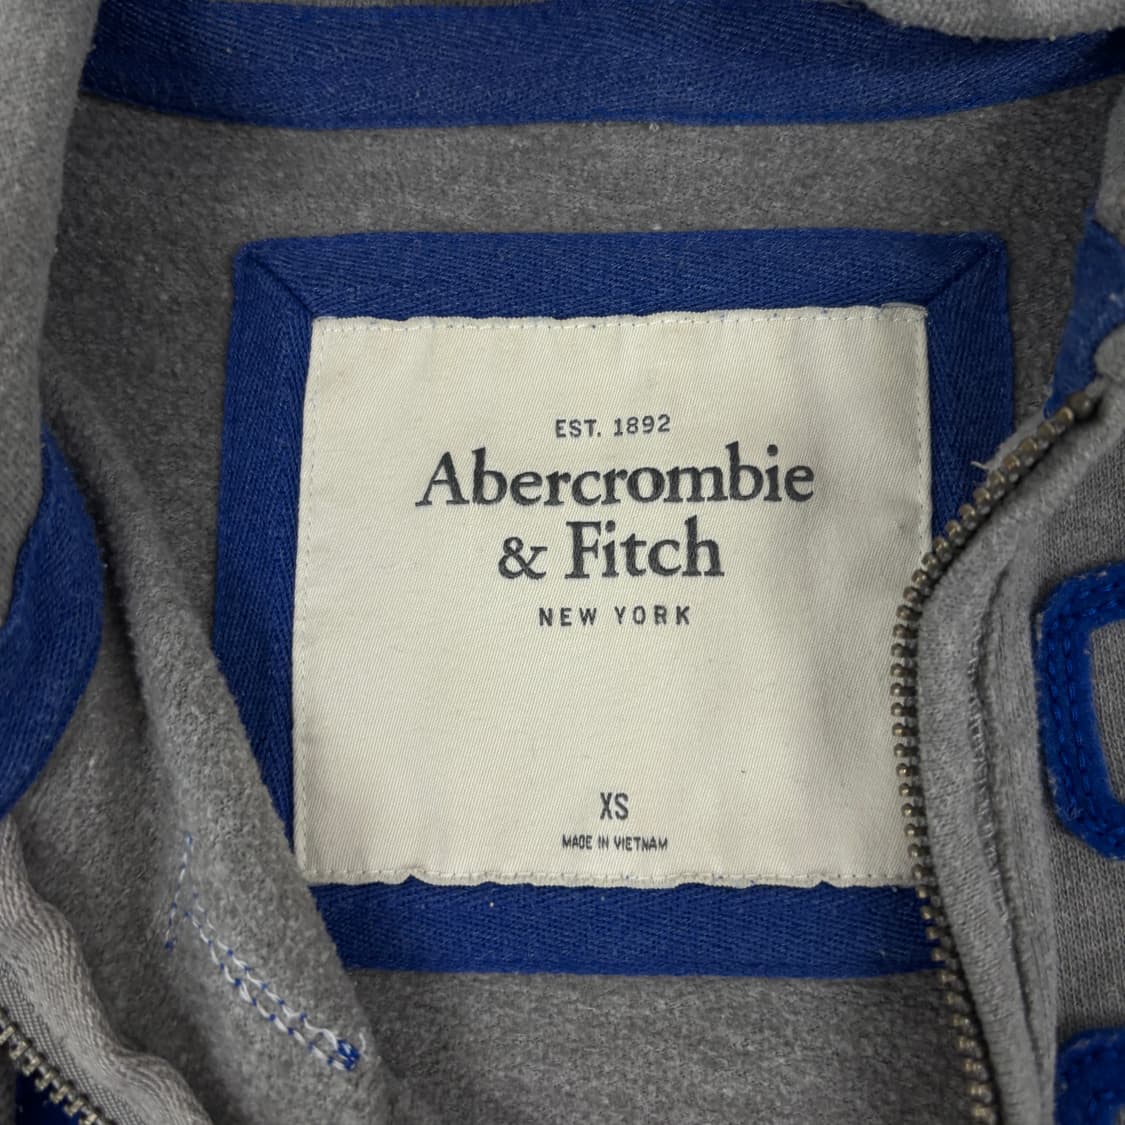 EST. 1892
Abercrombie
& Fitch
NEW YORK
XS
MADE IN VIETNAM